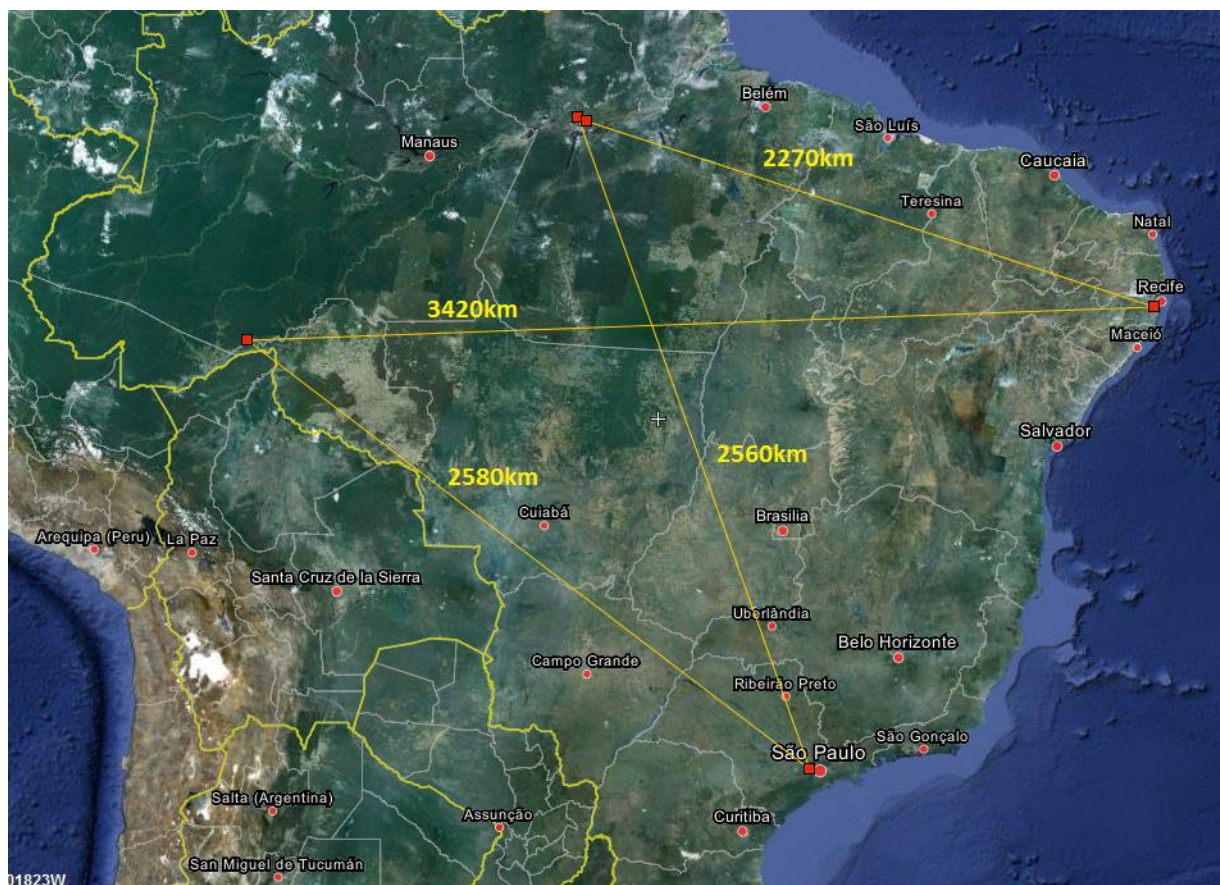 Belém
São Luís
Manaus
2270km
Caucaia
Teresina
Natal
Recife
3420km
Maceió
Salvador
2560km
2580km
Cuiabá
Brasilia
Arequipa (Peru)
La Paz
Santa Cruz de la Sierra
Uberlândia
Belo Horizonte
Campo Grande
Ribeirão Preto
São Gonçalo
São Paulo
Salta (Argentina)
Assunção
Curitiba
San Miguel de Tucumán
01823W